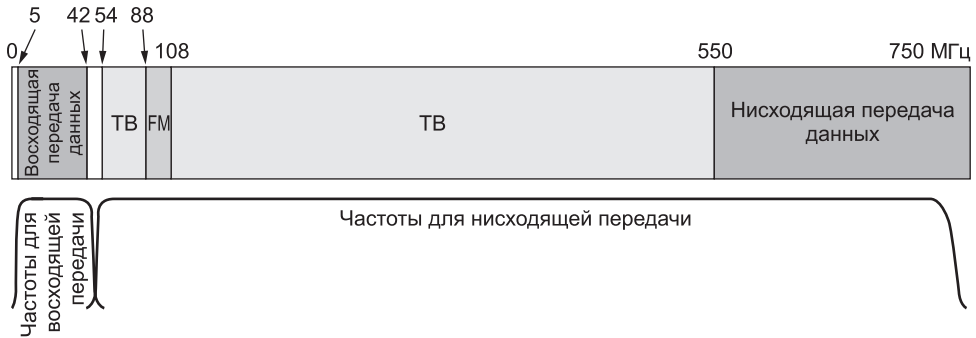 5 42 54 88
0 108 550 750 МГц
Восходящая
передача
данных
ТВ
FM
ТВ
Нисходящая передача
данных
Частоты для
восходящей
передачи
Частоты для нисходящей передачи